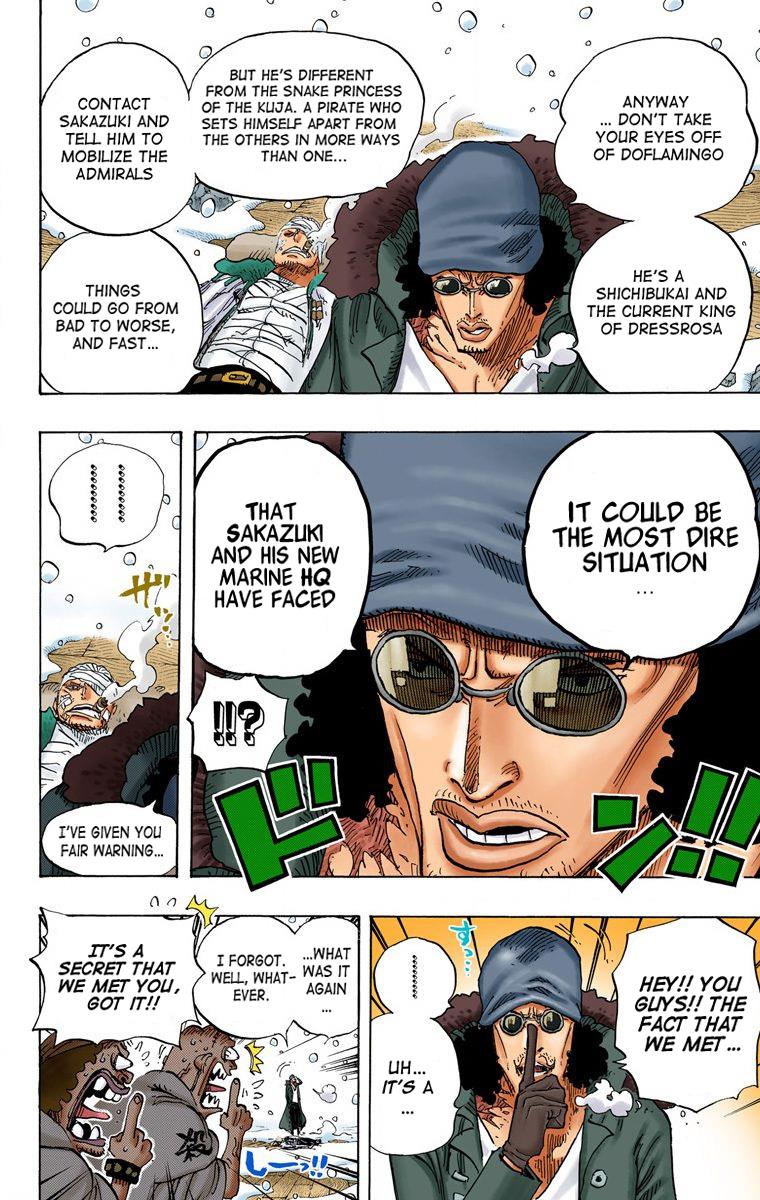 ANYWAY
... DON'T TAKE
YOUR EYES OFF
OF DOFLAMINGO
HE'S A
SHICHIBUKAI AND
THE CURRENT KING
OF DRESSROSA
BUT HE'S DIFFERENT
FROM THE SNAKE PRINCESS
OF THE KUJA. A PIRATE WHO
SETS HIMSELF APART FROM
THE OTHERS IN MORE WAYS
THAN ONE...
CONTACT
SAKAZUKI AND
TELL HIM TO
MOBILIZE THE
ADMIRALS
THINGS
COULD GO FROM
BAD TO WORSE,
AND FAST...
IT COULD BE
THE MOST DIRE
SITUATION
...
THAT
SAKAZUKI
AND HIS NEW
MARINE HQ
HAVE FACED
!!?
ドン!!
ザッ
I'VE GIVEN YOU
FAIR WARNING...
HEY!! YOU
GUYS!! THE
FACT THAT
WE MET...
すっ...
UH...
IT'S A
...
...WHAT
WAS IT
AGAIN
...
I FORGOT.
WELL, WHAT-
EVER.
IT'S A
SECRET THAT
WE MET YOU,
GOT IT!!
しーっ!!